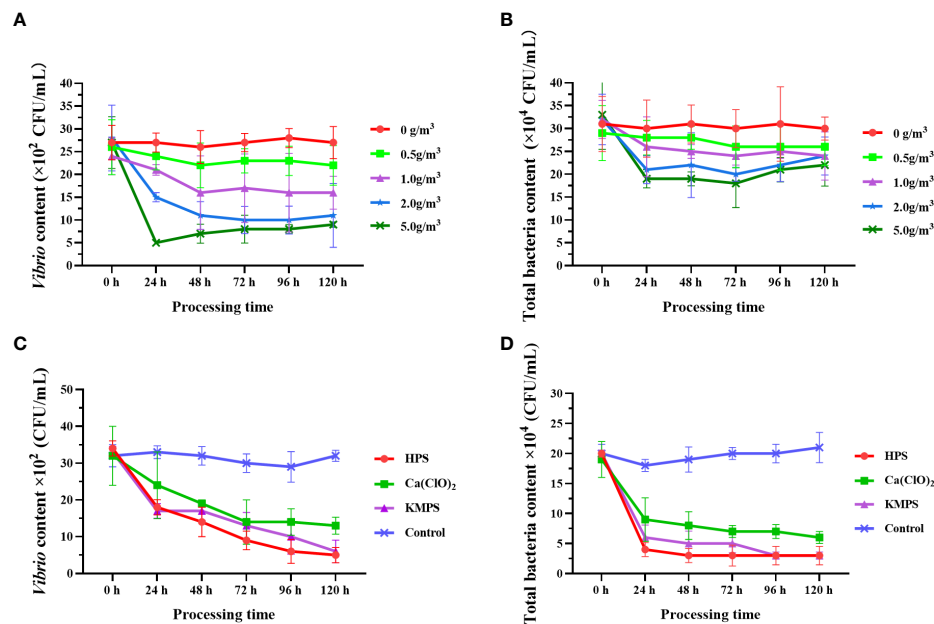 A
Vibrio content (×10² CFU/mL)
40
35
30
25
20
15
10
5
0
0 h 24 h 48 h 72 h 96 h 120 h
Processing time
0 g/m³
0.5g/m³
1.0g/m³
2.0g/m³
5.0g/m³
B
Total bacteria content (×10⁴ CFU/mL)
40
35
30
25
20
15
10
5
0
0 h 24 h 48 h 72 h 96 h 120 h
Processing time
0 g/m³
0.5g/m³
1.0g/m³
2.0g/m³
5.0g/m³
C
Vibrio content ×10² (CFU/mL)
50
40
30
20
10
0
0 h 24 h 48 h 72 h 96 h 120 h
Processing time
HPS
Ca(ClO)₂
KMPS
Control
D
Total bacteria content ×10⁴ (CFU/mL)
30
25
20
15
10
5
0
0 h 24 h 48 h 72 h 96 h 120 h
Processing time
HPS
Ca(ClO)₂
KMPS
Control